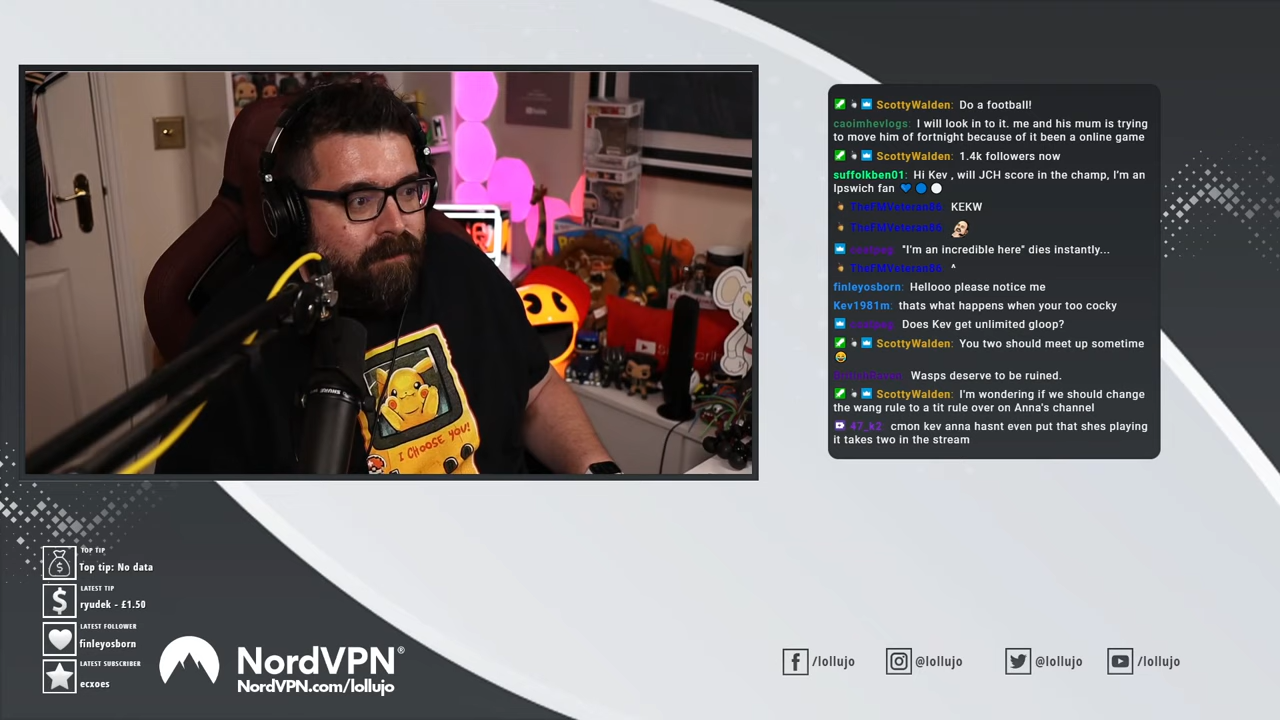 I CHOOSE YOU!
ScottyWalden: Do a football!
caoimhevlogs: I will look in to it. me and his mum is trying
to move him of fortnight because of it been a online game
ScottyWalden: 1.4k followers now
suffolkben01: Hi Kev , will JCH score in the champ, I'm an
Ipswich fan 💙 🔵 ⚪
TheFMVeteran86 KEKW
TheFMVeteran86
"I'm an incredible here" dies instantly...
TheFMVeteran86 ^
finleyosborn: Hellooo please notice me
Kev1981m: thats what happens when your too cocky
Does Kev get unlimited gloop?
ScottyWalden: You two should meet up sometime
😄
Wasps deserve to be ruined.
ScottyWalden: I'm wondering if we should change
the wang rule to a tit rule over on Anna's channel
47_k2 cmon kev anna hasnt even put that shes playing
it takes two in the stream
TOP TIP
Top tip: No data
LATEST TIP
ryudek - £1.50
LATEST FOLLOWER
finleyosborn
LATEST SUBSCRIBER
ecxoes
NordVPN®
NordVPN.com/lollujo
/lollujo
@lollujo
@lollujo
/lollujo